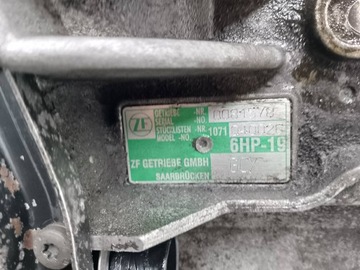 ZF
GETRIEBE -NR.
SERIAL -NO.
STÜCKLISTEN -NR. 1071
MODEL -NO.
6HP-19
ZF GETRIEBE GMBH
SAARBRÜCKEN